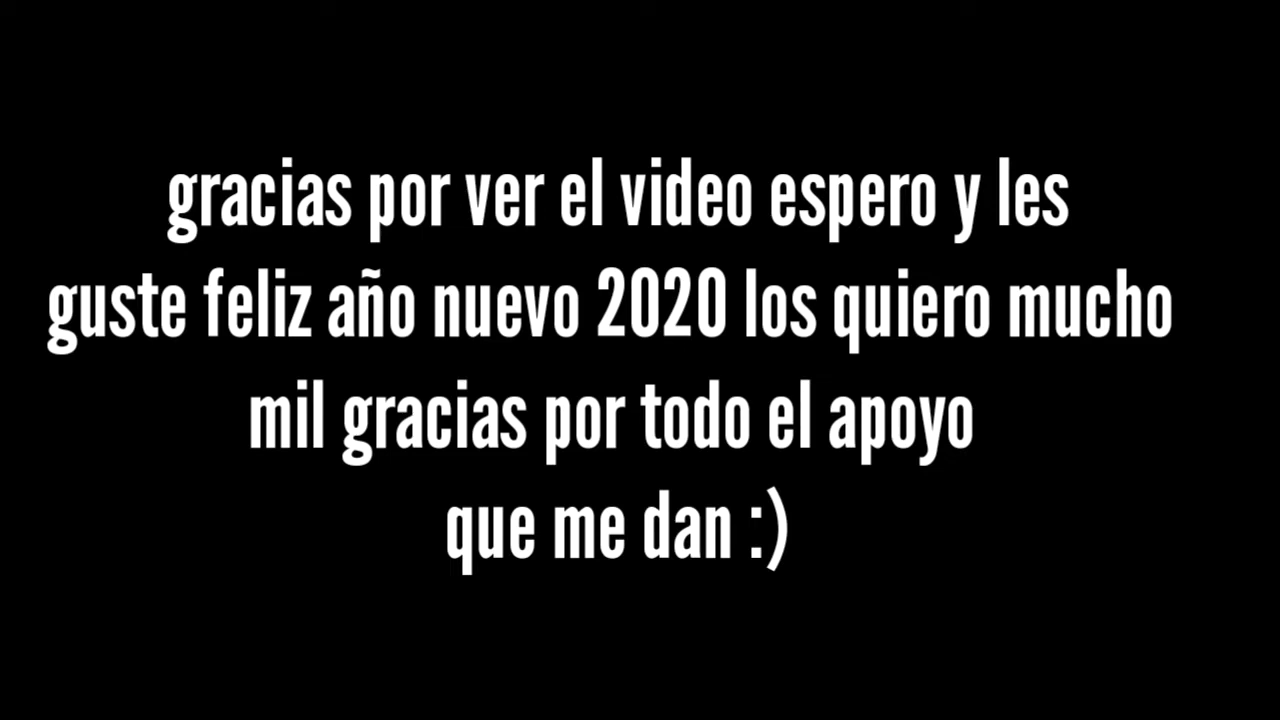 gracias por ver el video espero y les
guste feliz año nuevo 2020 los quiero mucho
mil gracias por todo el apoyo
que me dan :)